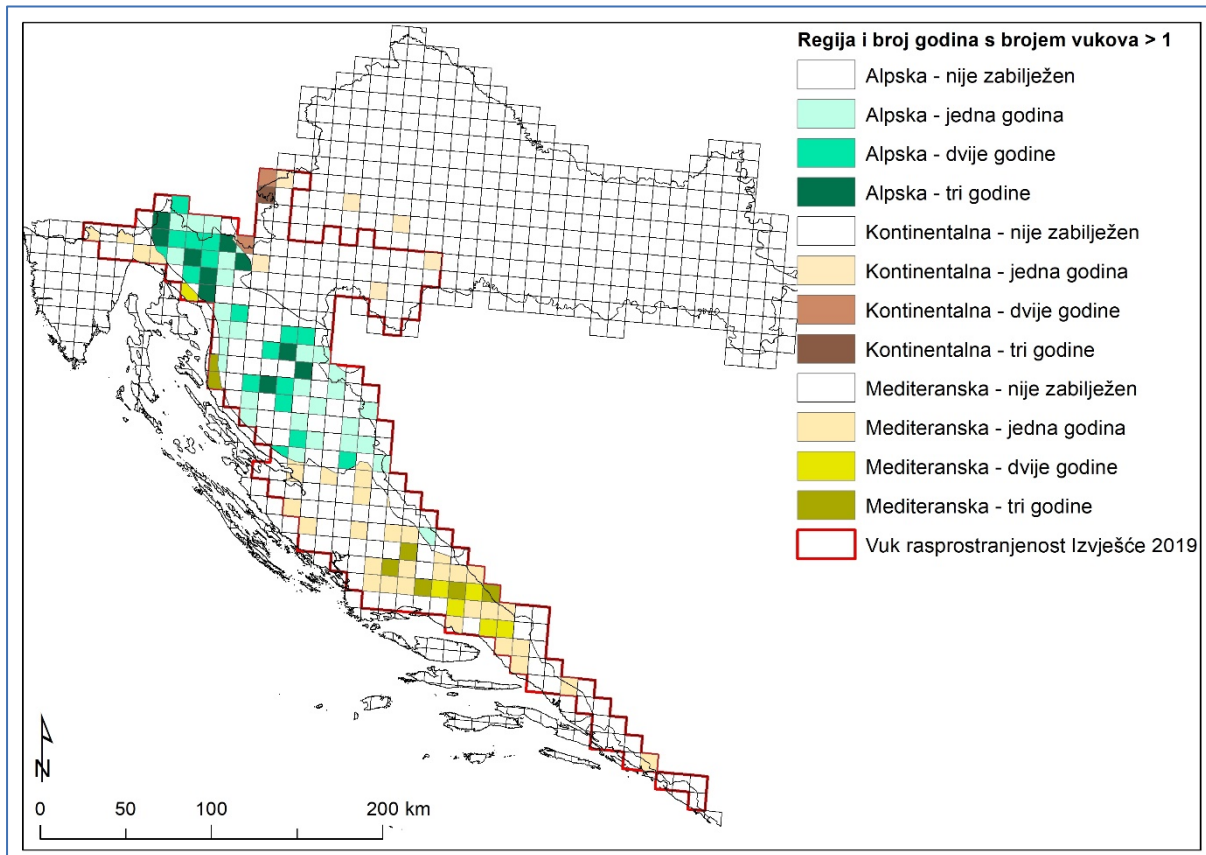 Regija i broj godina s brojem vukova > 1
Alpska - nije zabilježen
Alpska - jedna godina
Alpska - dvije godine
Alpska - tri godine
Kontinentalna - nije zabilježen
Kontinentalna - jedna godina
Kontinentalna - dvije godine
Kontinentalna - tri godine
Mediteranska - nije zabilježen
Mediteranska - jedna godina
Mediteranska - dvije godine
Mediteranska - tri godine
Vuk rasprostranjenost Izvješće 2019
N
0 50 100 200 km